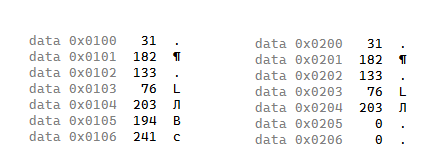 data 0x0100 31 .
data 0x0101 182 ¶
data 0x0102 133 .
data 0x0103 76 L
data 0x0104 203 Л
data 0x0105 194 В
data 0x0106 241 с
data 0x0200 31 .
data 0x0201 182 ¶
data 0x0202 133 .
data 0x0203 76 L
data 0x0204 203 Л
data 0x0205 0 .
data 0x0206 0 .